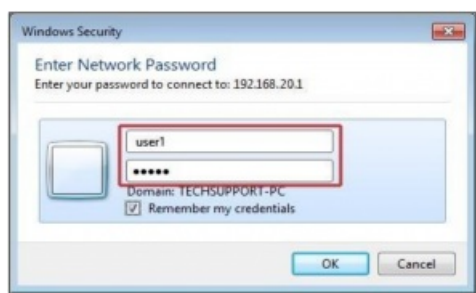 Windows Security
Enter Network Password
Enter your password to connect to: 192.168.20.1
user1
•••••
Domain: TECHSUPPORT-PC
Remember my credentials
OK
Cancel